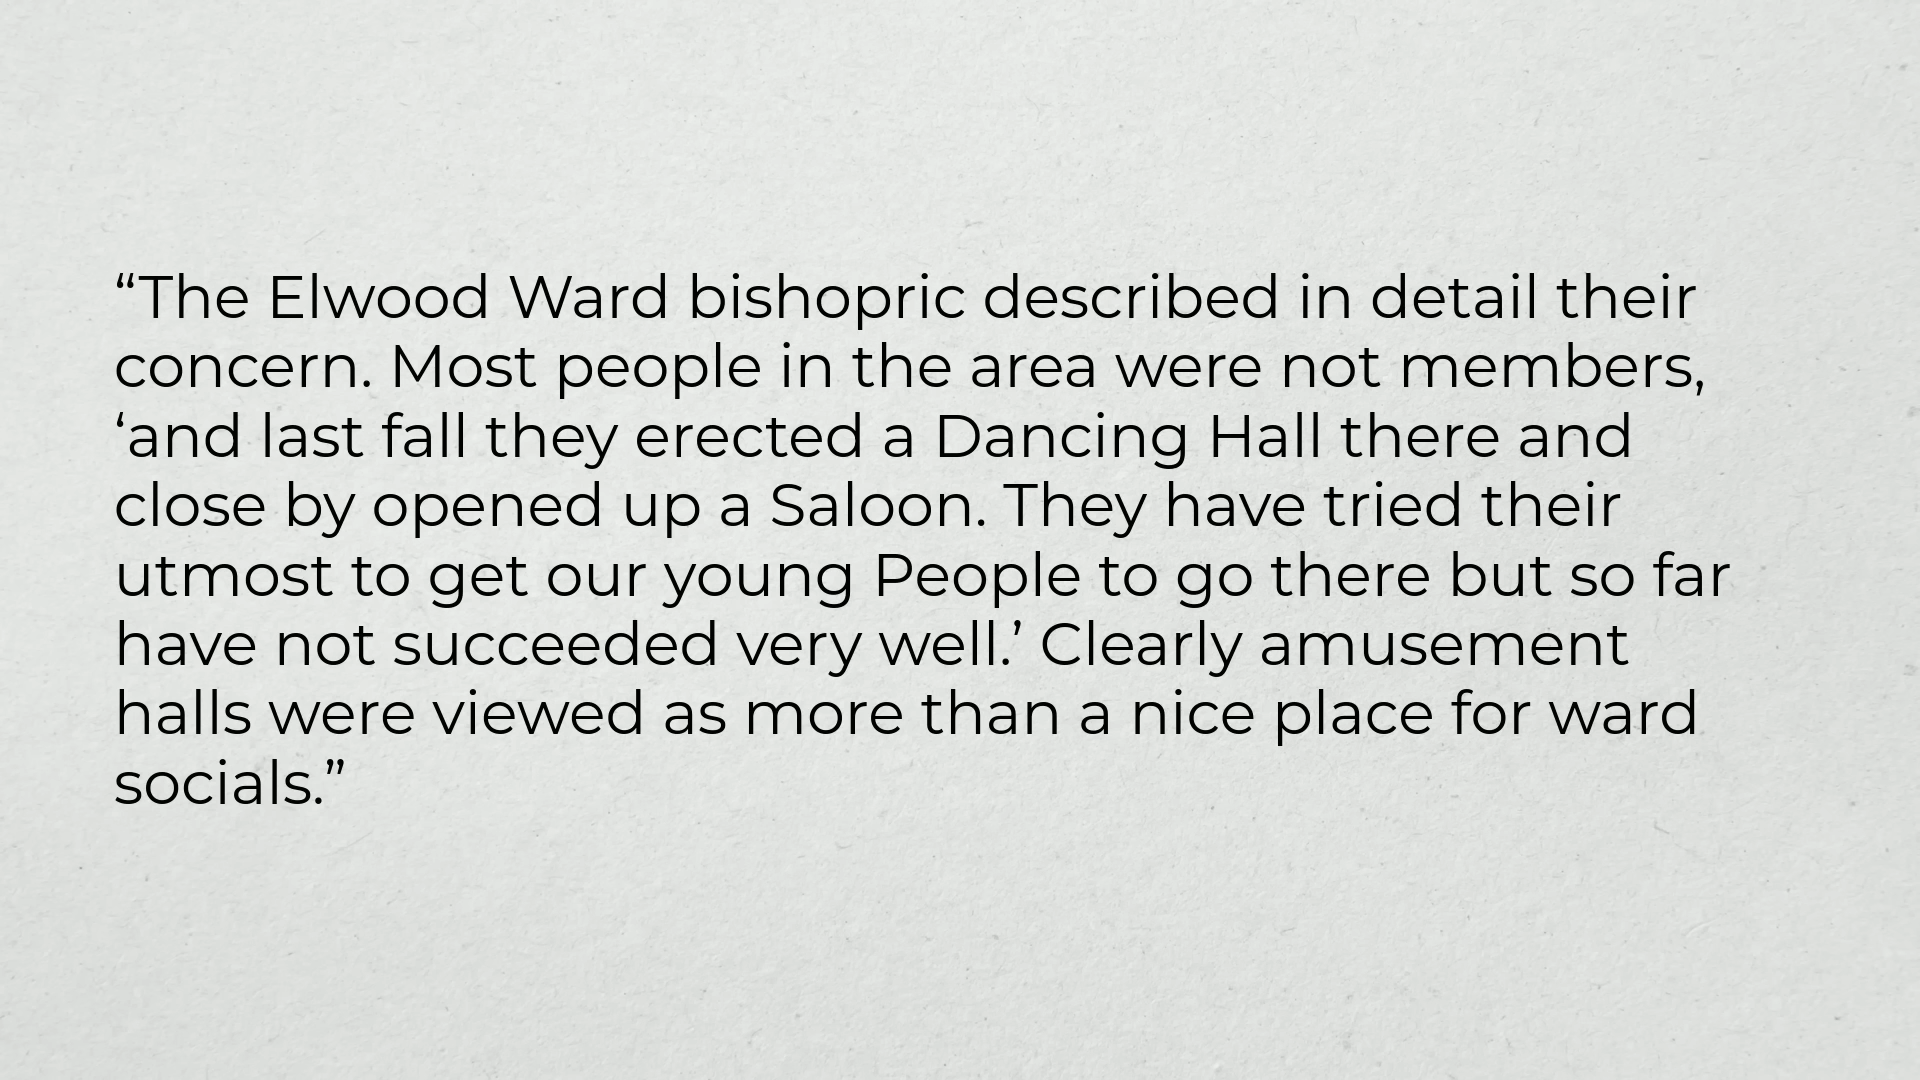 “The Elwood Ward bishopric described in detail their
concern. Most people in the area were not members,
‘and last fall they erected a Dancing Hall there and
close by opened up a Saloon. They have tried their
utmost to get our young People to go there but so far
have not succeeded very well.’ Clearly amusement
halls were viewed as more than a nice place for ward
socials.”